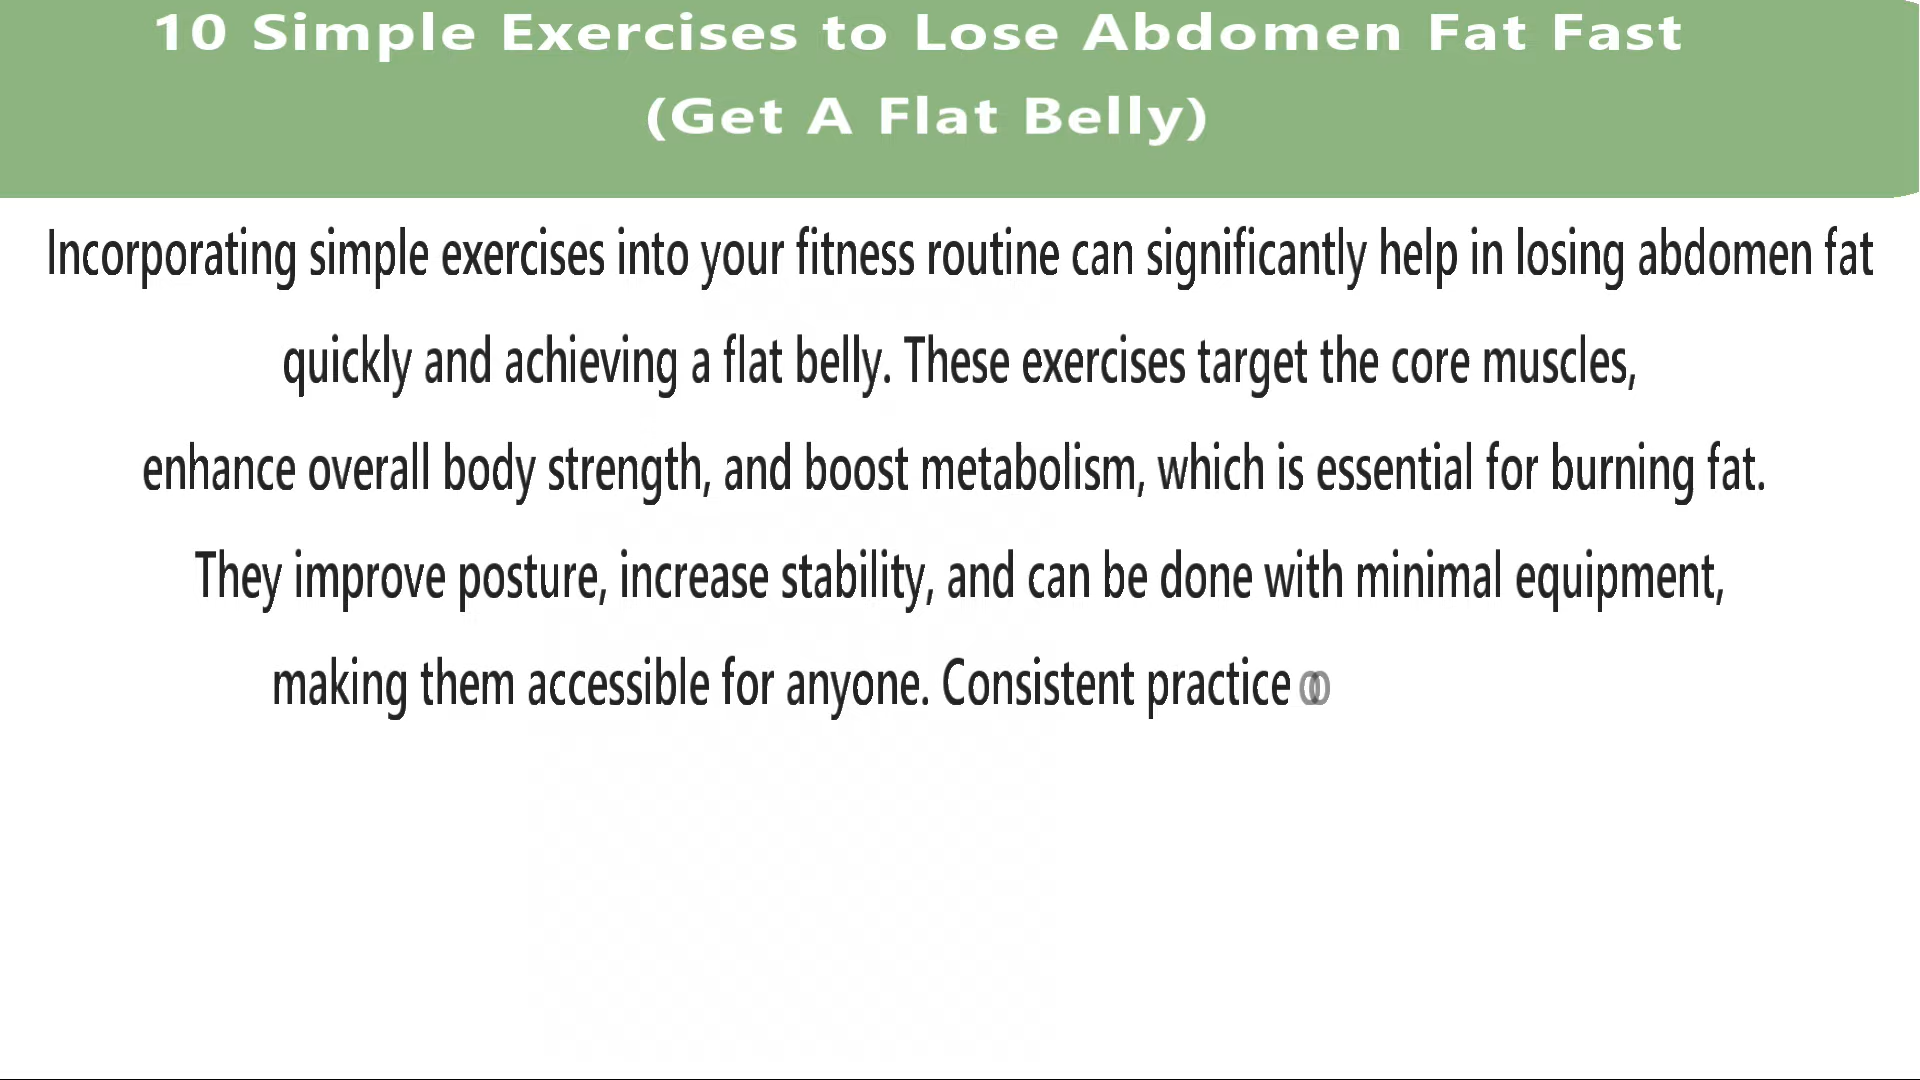 10 Simple Exercises to Lose Abdomen Fat Fast
(Get A Flat Belly)
Incorporating simple exercises into your fitness routine can significantly help in losing abdomen fat
quickly and achieving a flat belly. These exercises target the core muscles,
enhance overall body strength, and boost metabolism, which is essential for burning fat.
They improve posture, increase stability, and can be done with minimal equipment,
making them accessible for anyone. Consistent practice